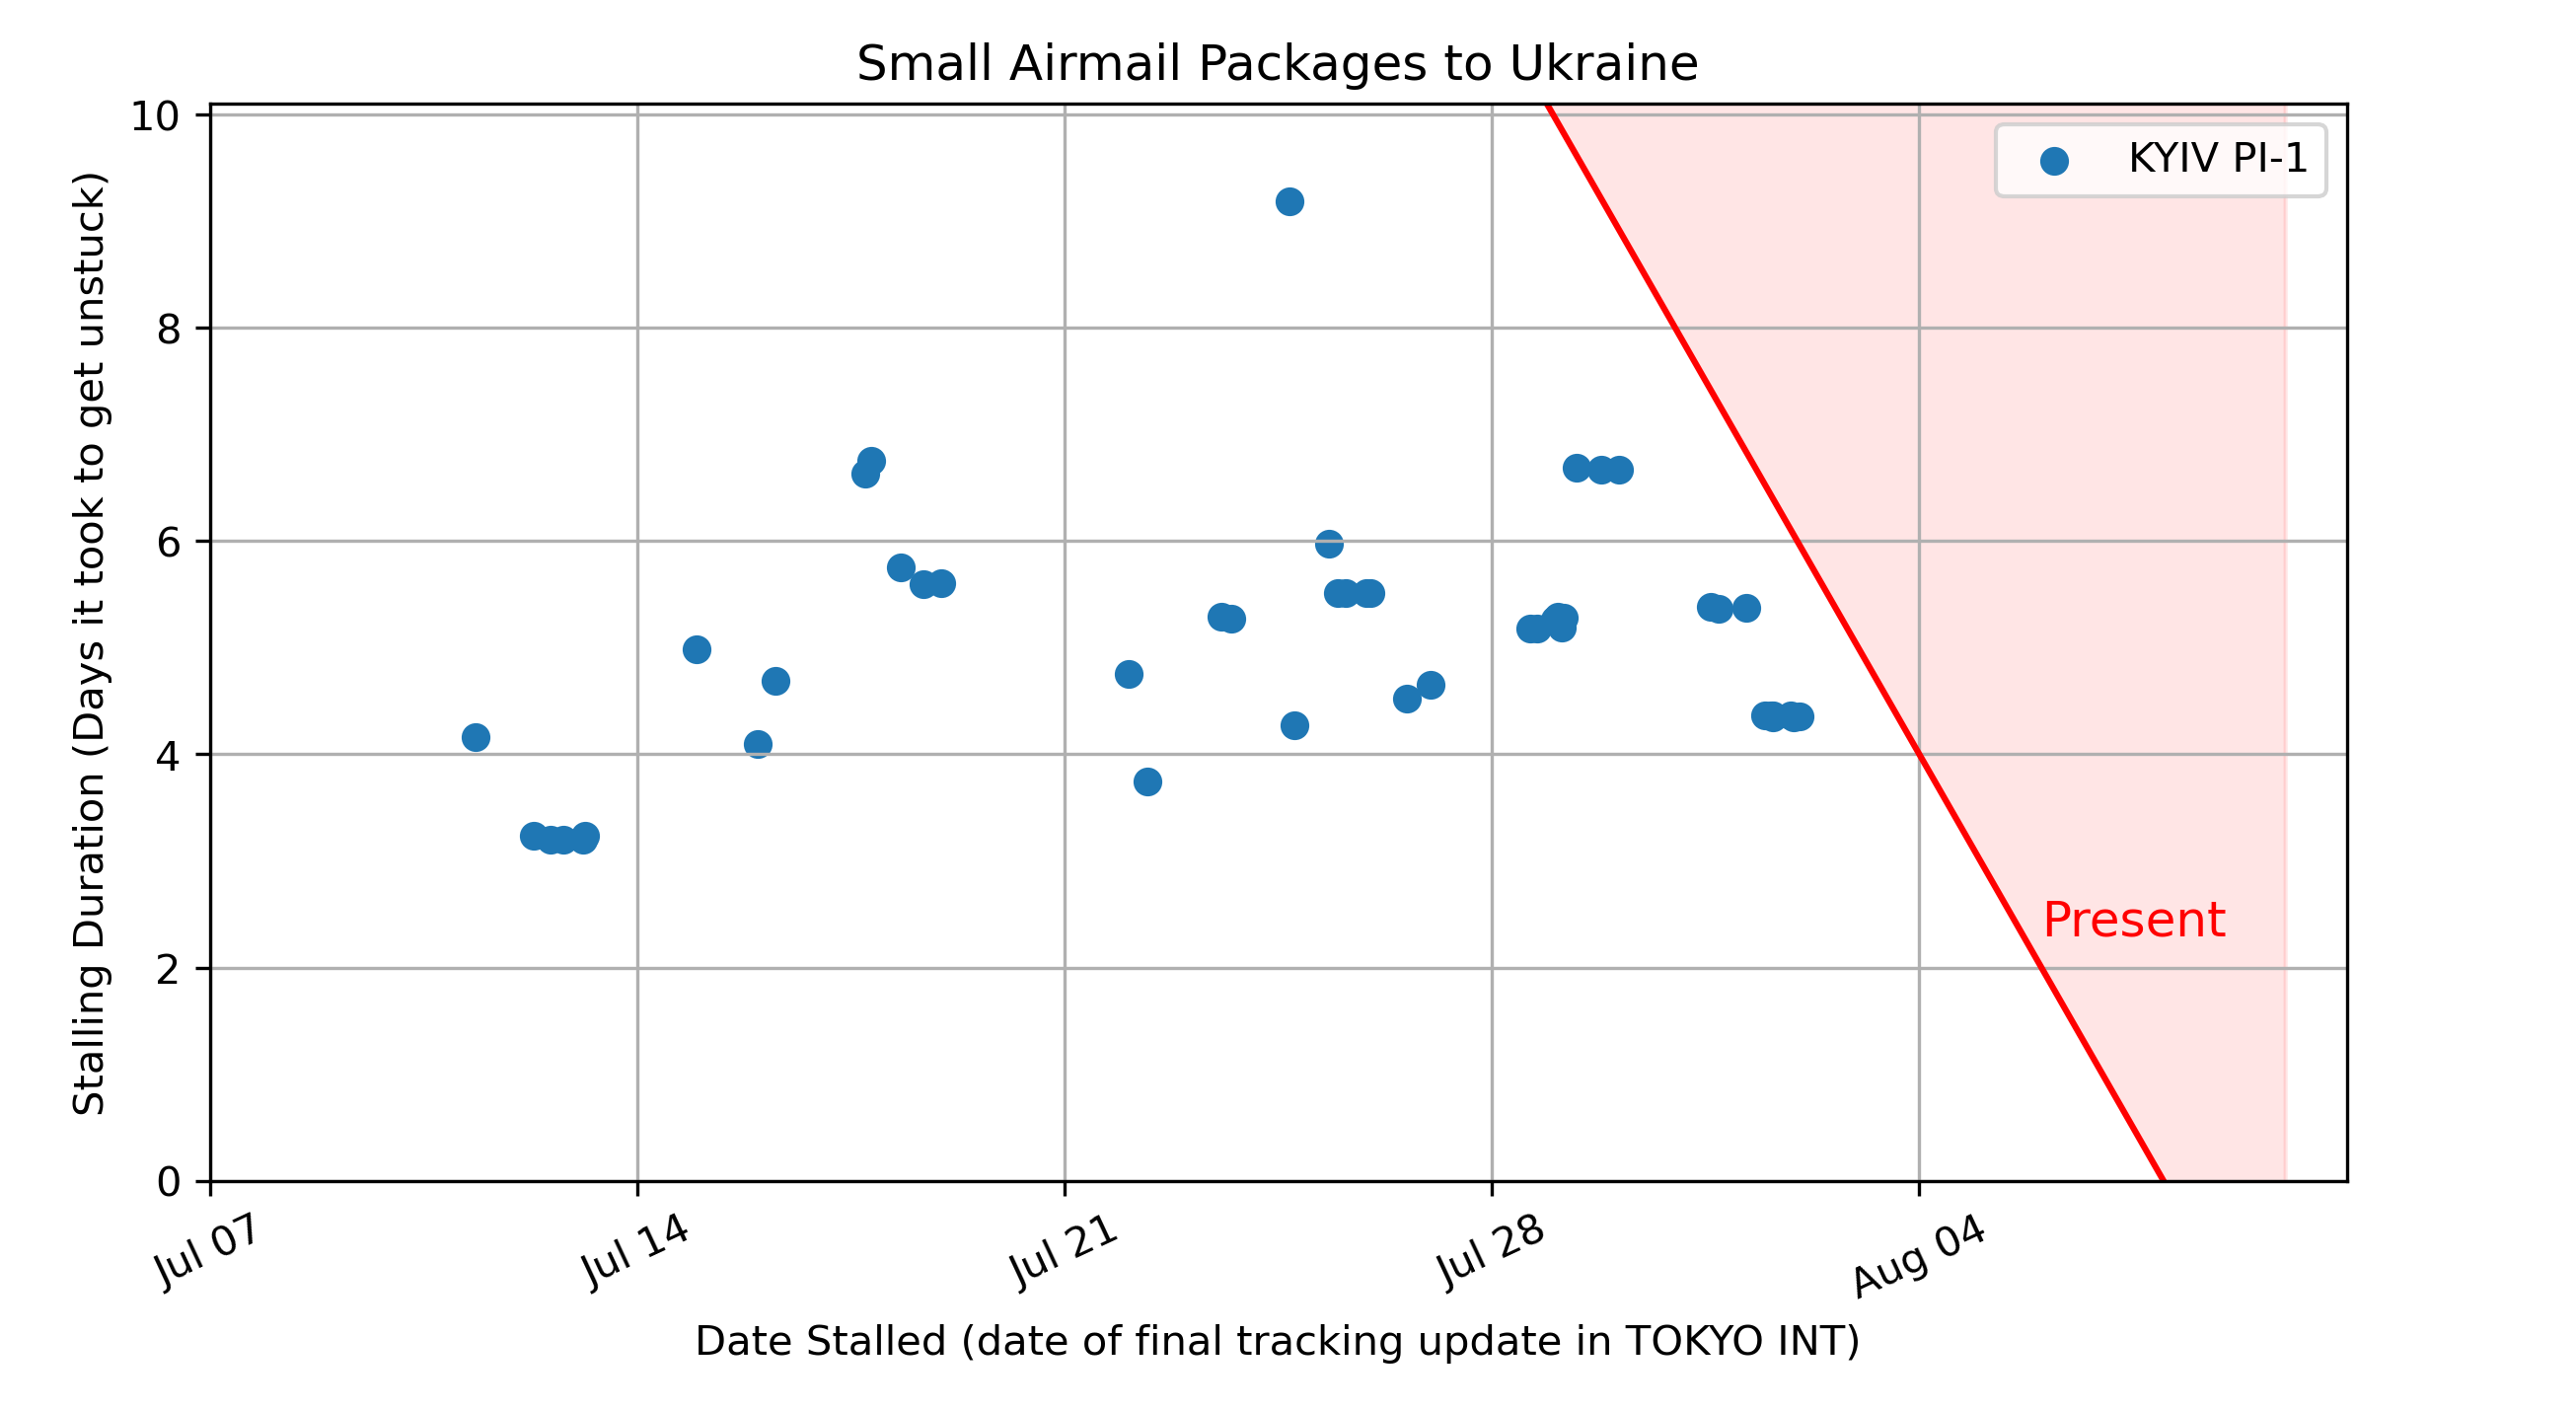 Small Airmail Packages to Ukraine
KYIV PI-1
Present
Stalling Duration (Days it took to get unstuck)
10
8
6
4
2
0
Jul 07
Jul 14
Jul 21
Jul 28
Aug 04
Date Stalled (date of final tracking update in TOKYO INT)